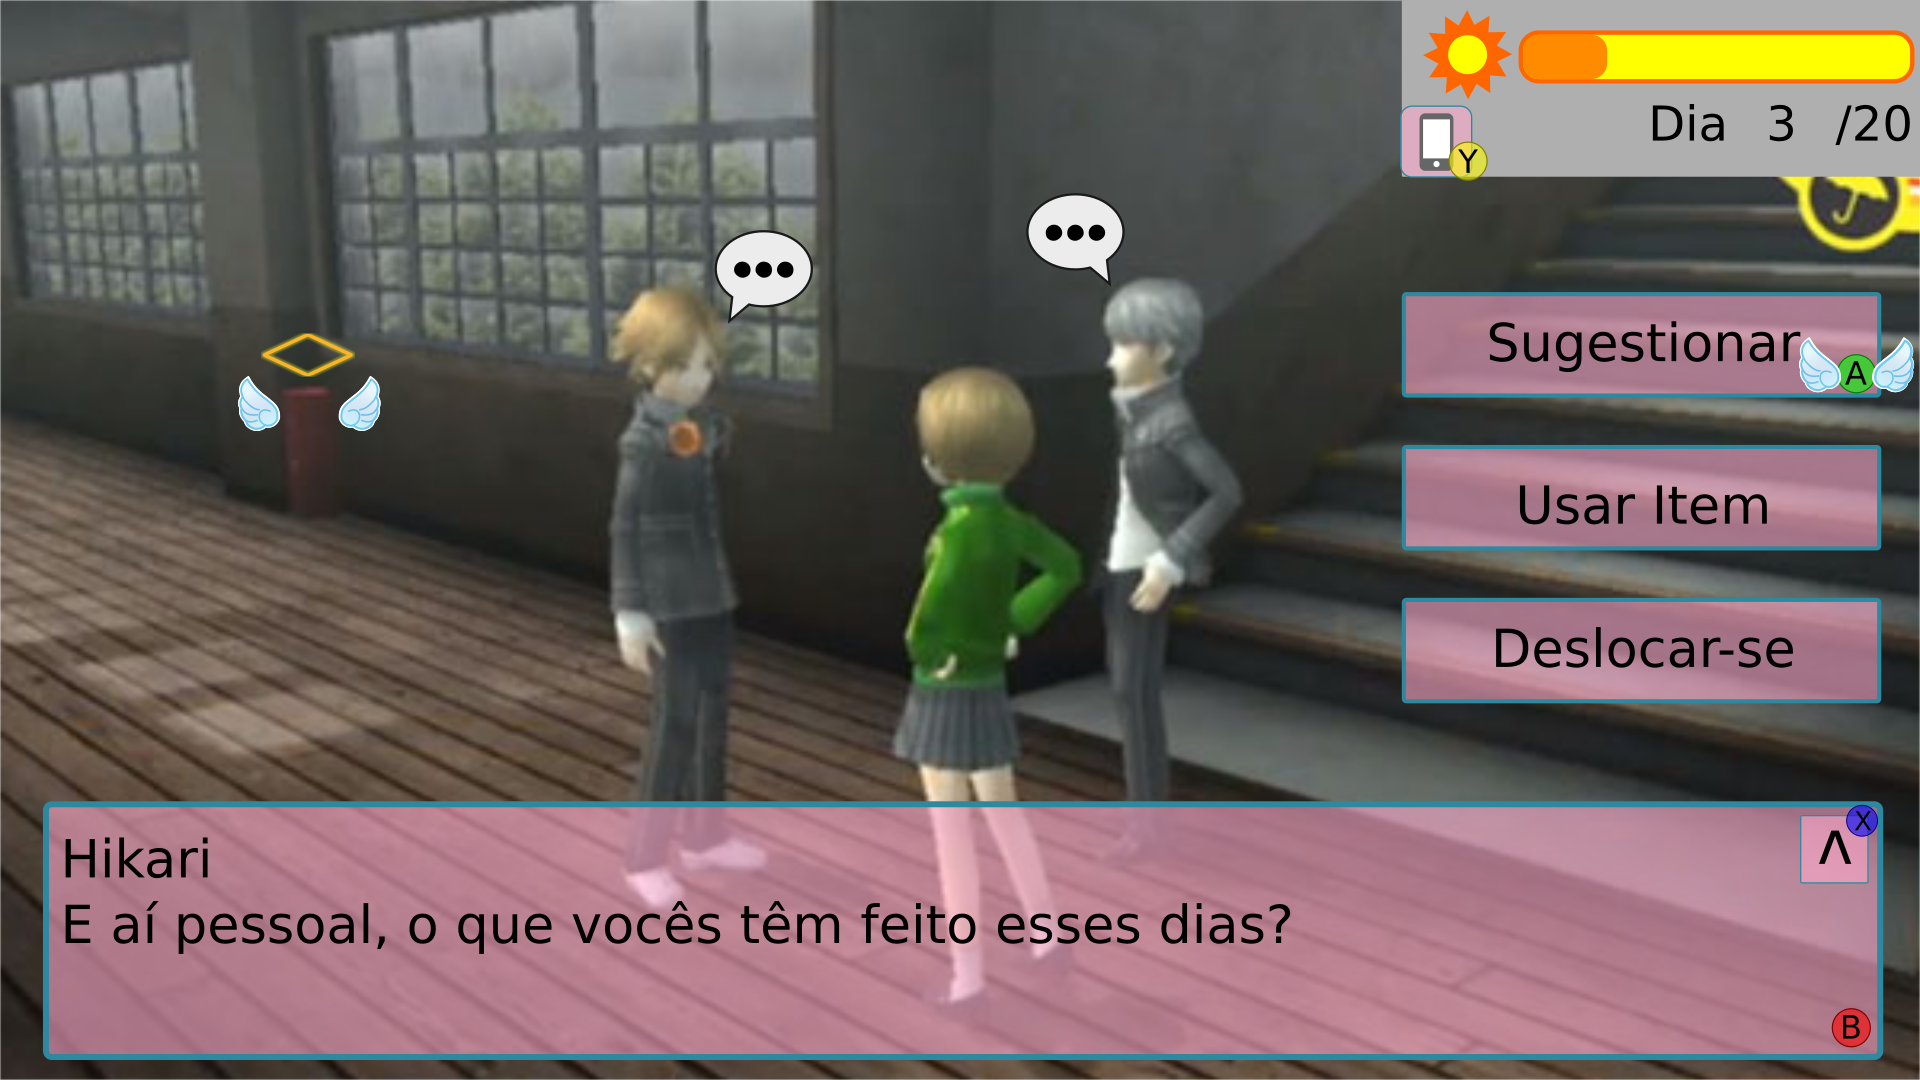 Dia 3 /20
Y
Sugestionar
A
Usar Item
Deslocar-se
X
Hikari
E aí pessoal, o que vocês têm feito esses dias?
B